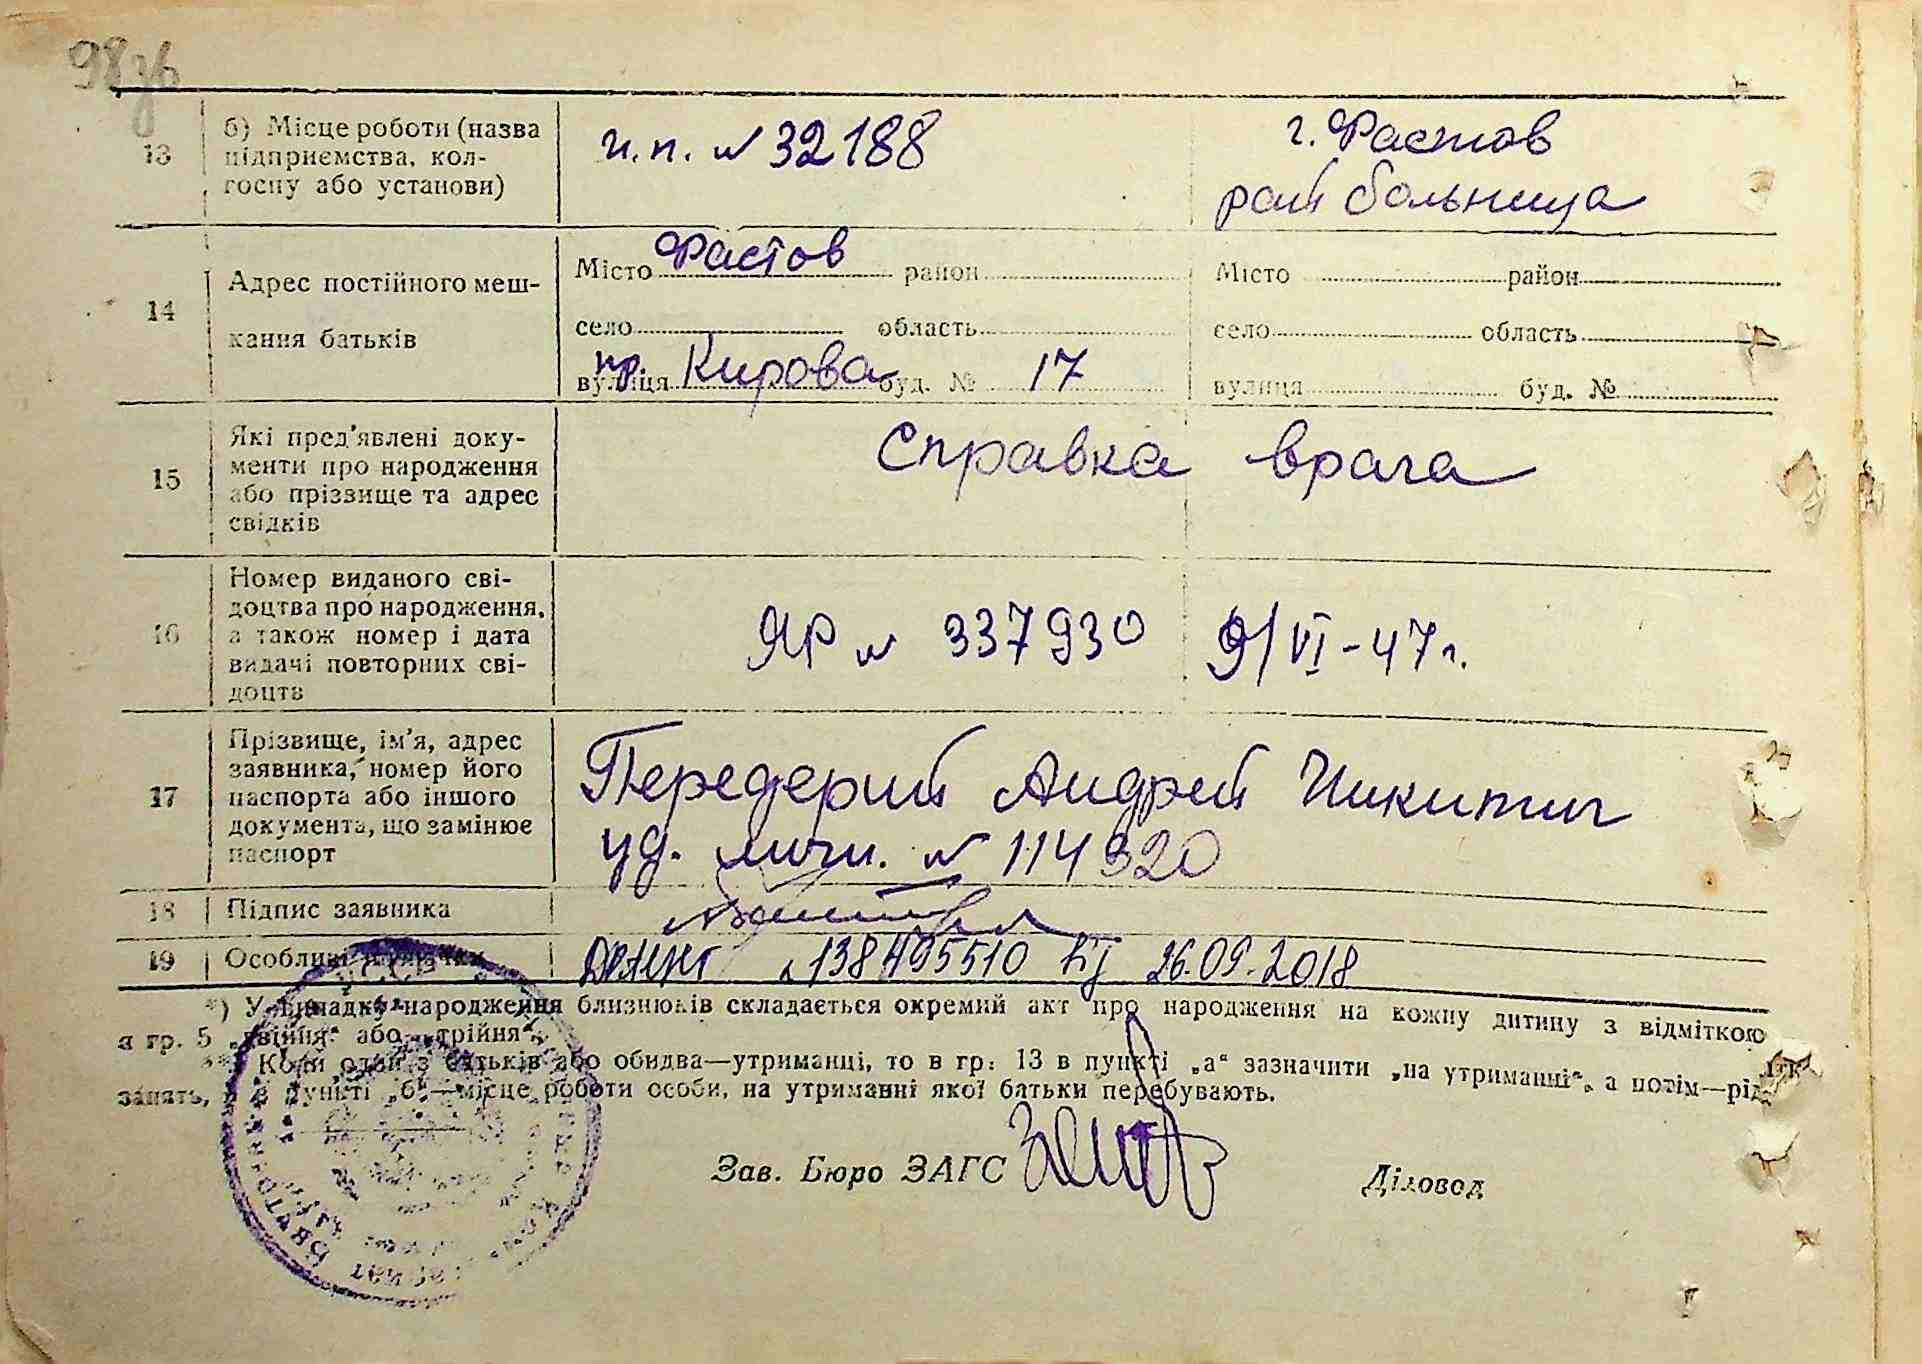 98зв
13 б) Місце роботи (назва підприємства, кол-
госпу або установи)
п.п. № 32188
г. Фастов
рай больница
14 Адрес постійного меш-
кання батьків
Місто Фастов район
село область
вулиця пр. Кирова буд. № 17
Місто район
село область
вулиця буд. №
15 Які пред'явлені доку-
менти про народження
або прізвище та адрес
свідків
Справка врача
16 Номер виданого сві-
доцтва про народження,
а також номер і дата
видачі повторних сві-
доцтв
ЯР № 337930 9/VI-47г.
17 Прізвище, ім'я, адрес
заявника, номер його
паспорта або іншого
документа, що замінює
паспорт
Передерий Андрей Никитич
уд. личн. № 114320
18 Підпис заявника
19 Особливі
138495510 26.09.2018
*) У випадку народження близнюків складається окремий акт про народження на кожну дитину з відміткою
в гр. 5 „двійня“ або „трійня“.
**) Коли один з батьків або обидва—утриманці, то в гр. 13 в пункті „а“ зазначити „на утриманні“, а потім—рід
занять, а в пункті „б“—місце роботи особи, на утриманні якої батьки перебувають.
Зав. Бюро ЗАГС
Діловод